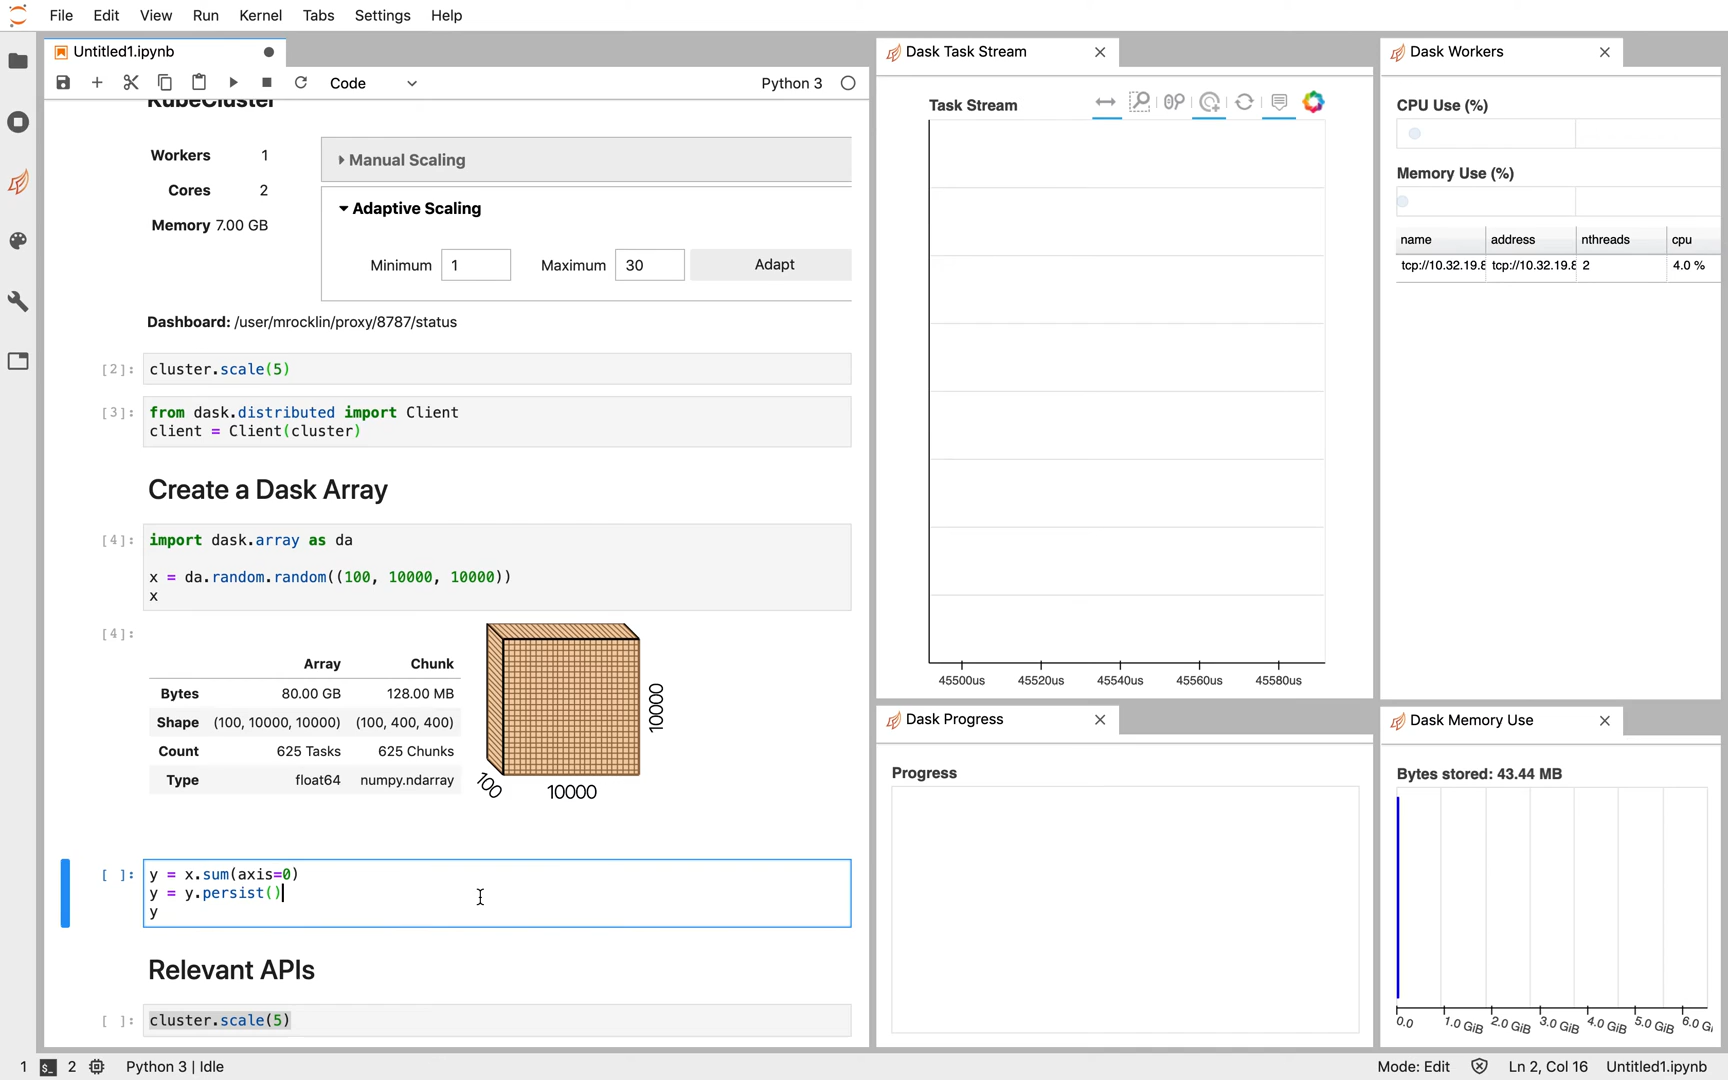 File Edit View Run Kernel Tabs Settings Help
Untitled1.ipynb
Code
Python 3
KubeCluster
Workers 1
Cores 2
Memory 7.00 GB
Manual Scaling
Adaptive Scaling
Minimum 1 Maximum 30 Adapt
Dashboard: /user/mrocklin/proxy/8787/status
[2]: cluster.scale(5)
[3]: from dask.distributed import Client
client = Client(cluster)
Create a Dask Array
[4]: import dask.array as da
x = da.random.random((100, 10000, 10000))
x
[4]:
Array Chunk
Bytes 80.00 GB 128.00 MB
Shape (100, 10000, 10000) (100, 400, 400)
Count 625 Tasks 625 Chunks
Type float64 numpy.ndarray
10000
100
10000
[ ]: y = x.sum(axis=0)
y = y.persist()
y
Relevant APIs
[ ]: cluster.scale(5)
Dask Task Stream
Task Stream
45500us 45520us 45540us 45560us 45580us
Dask Progress
Progress
Dask Workers
CPU Use (%)
Memory Use (%)
name address nthreads cpu
tcp://10.32.19.8 tcp://10.32.19.8 2 4.0 %
Dask Memory Use
Bytes stored: 43.44 MB
0.0 1.0 GiB 2.0 GiB 3.0 GiB 4.0 GiB 5.0 GiB 6.0 Gi
1 2 Python 3 | Idle
Mode: Edit Ln 2, Col 16 Untitled1.ipynb